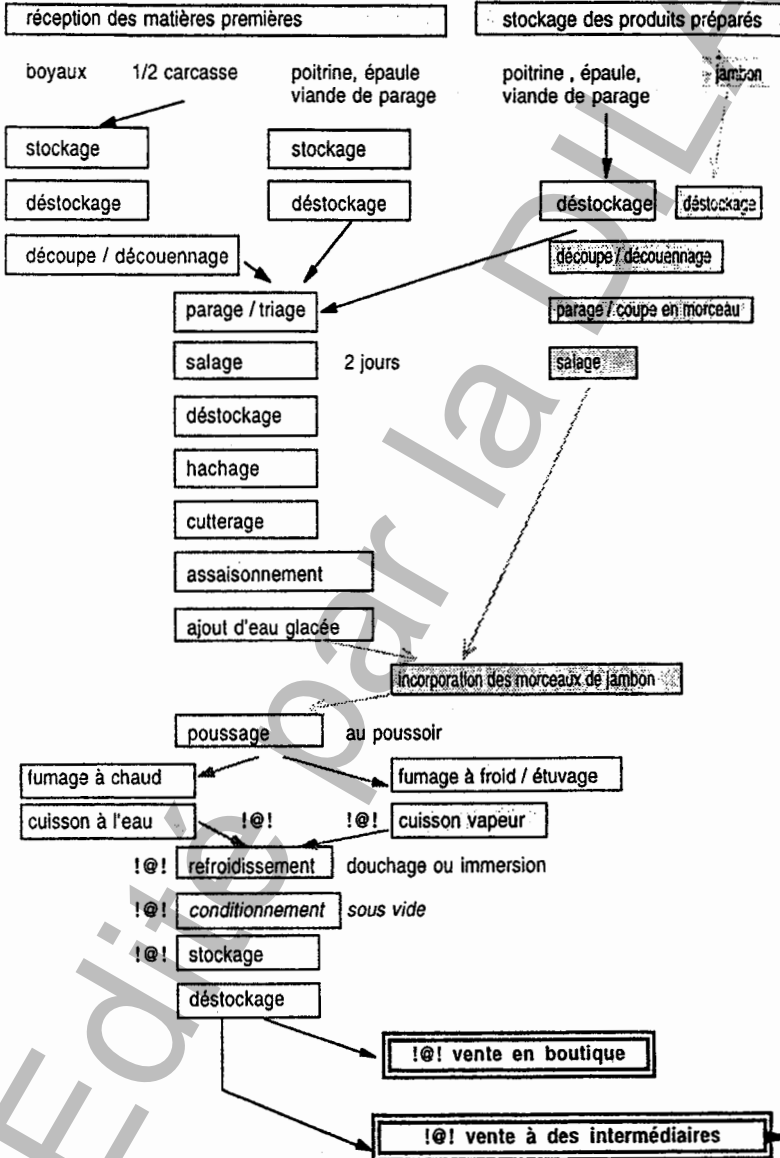 réception des matières premières
stockage des produits préparés
boyaux 1/2 carcasse poitrine, épaule
viande de parage
poitrine , épaule,
viande de parage
jambon
stockage stockage
déstockage déstockage déstockage déstockage
découpe / découennage découpe / découennage
parage / triage parage / coupe en morceau
salage 2 jours salage
déstockage
hachage
cutterage
assaisonnement
ajout d'eau glacée
incorporation des morceaux de jambon
poussage au poussoir
fumage à chaud fumage à froid / étuvage
cuisson à l'eau !@! !@! cuisson vapeur
!@! refroidissement douchage ou immersion
!@! conditionnement sous vide
!@! stockage
déstockage
!@! vente en boutique
!@! vente à des intermédiaires
Edité par la DILA